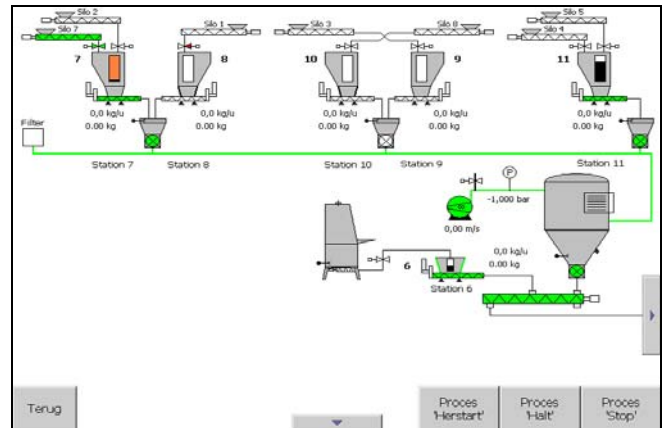 Silo 2
Silo 7
Silo 1
Silo 3
Silo 8
Silo 5
Silo 4
7
8
10
9
11
0,0 kg/u
0.00 kg
0,0 kg/u
0.00 kg
0,0 kg/u
0.00 kg
0,0 kg/u
0.00 kg
0,0 kg/u
0.00 kg
Filter
Station 7
Station 8
Station 10
Station 9
Station 11
P
-1,000 bar
0,00 m/s
6
0,0 kg/u
0.00 kg
Station 6
Terug
Proces
'Herstart'
Proces
'Halt'
Proces
'Stop'